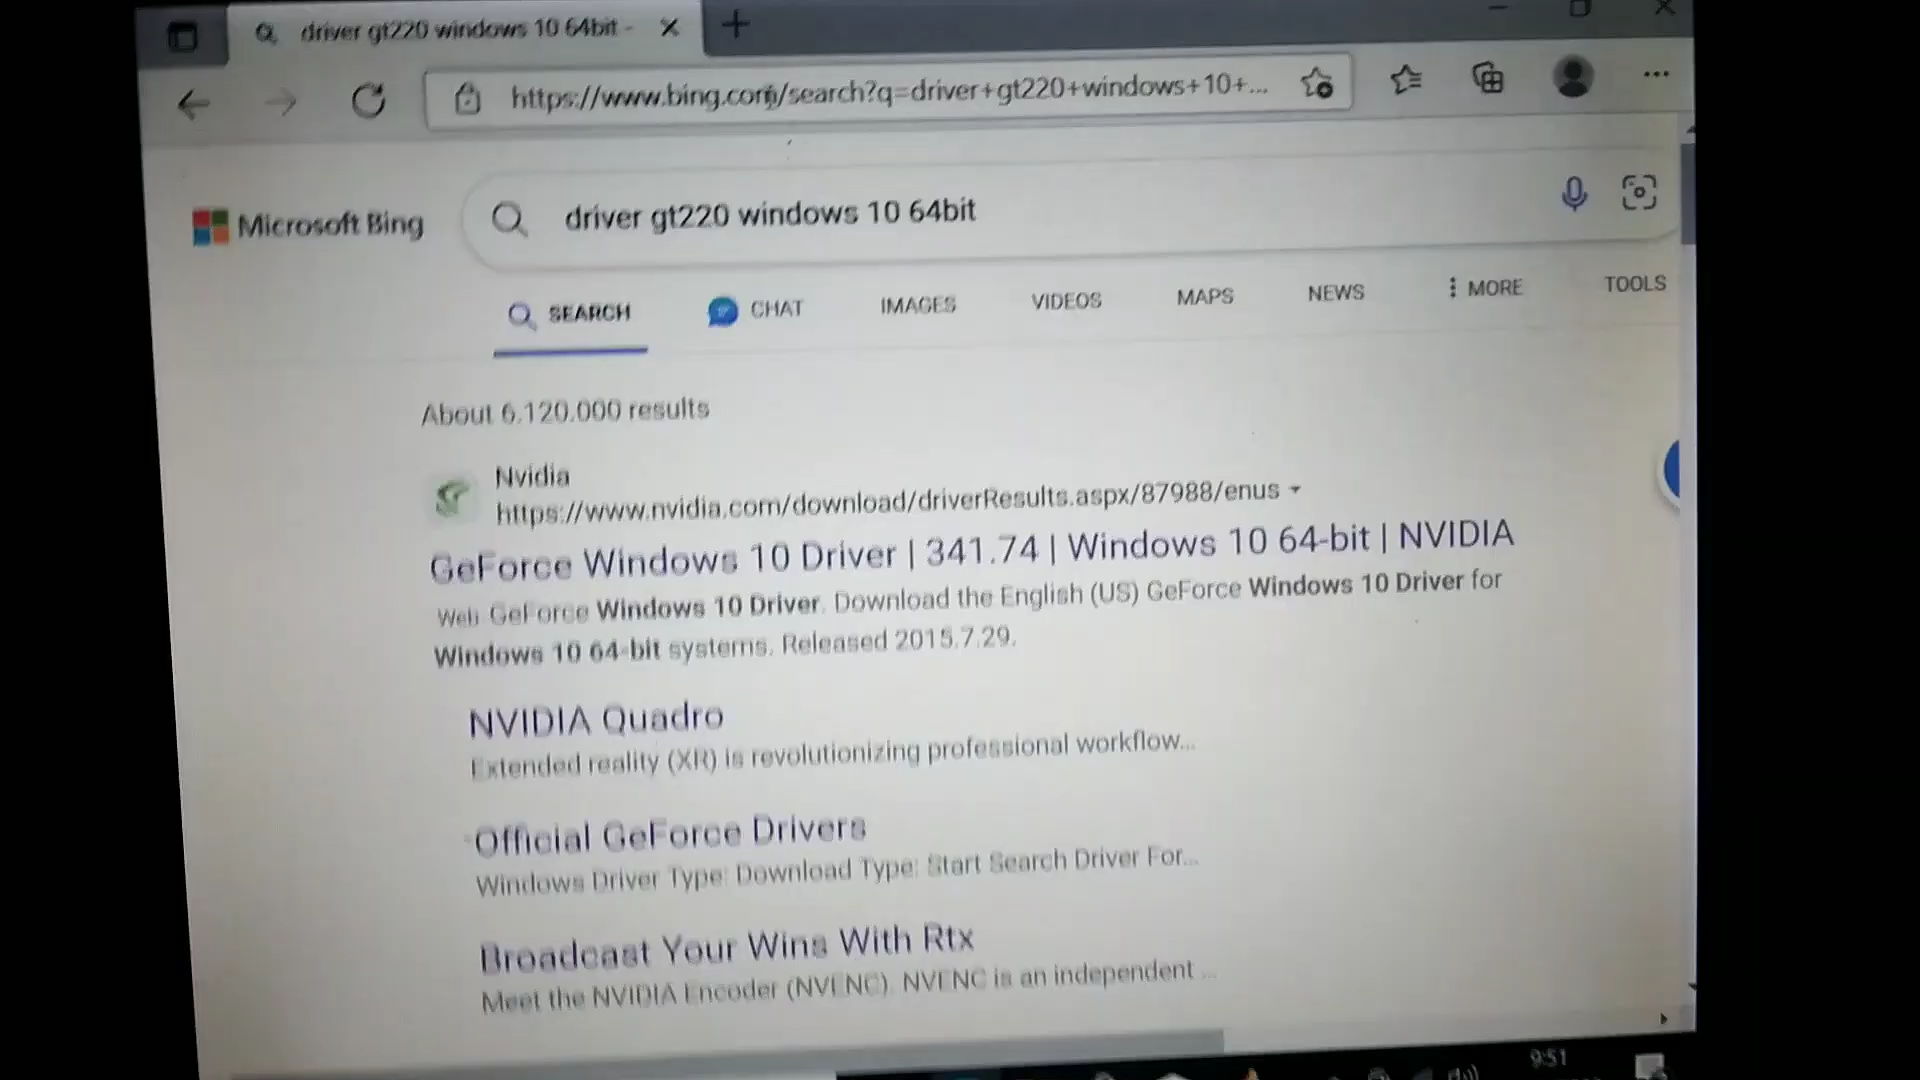 driver gt220 windows 10 64bit -
https://www.bing.com/search?q=driver+gt220+windows+10+...
Microsoft Bing
driver gt220 windows 10 64bit
SEARCH CHAT IMAGES VIDEOS MAPS NEWS MORE TOOLS
About 6.120.000 results
Nvidia
https://www.nvidia.com/download/driverResults.aspx/87988/enus
GeForce Windows 10 Driver | 341.74 | Windows 10 64-bit | NVIDIA
Web GeForce Windows 10 Driver. Download the English (US) GeForce Windows 10 Driver for
Windows 10 64-bit systems. Released 2015.7.29.
NVIDIA Quadro
Extended reality (XR) is revolutionizing professional workflow...
Official GeForce Drivers
Windows Driver Type: Download Type: Start Search Driver For...
Broadcast Your Wins With Rtx
Meet the NVIDIA Encoder (NVENC). NVENC is an independent ...
9:51